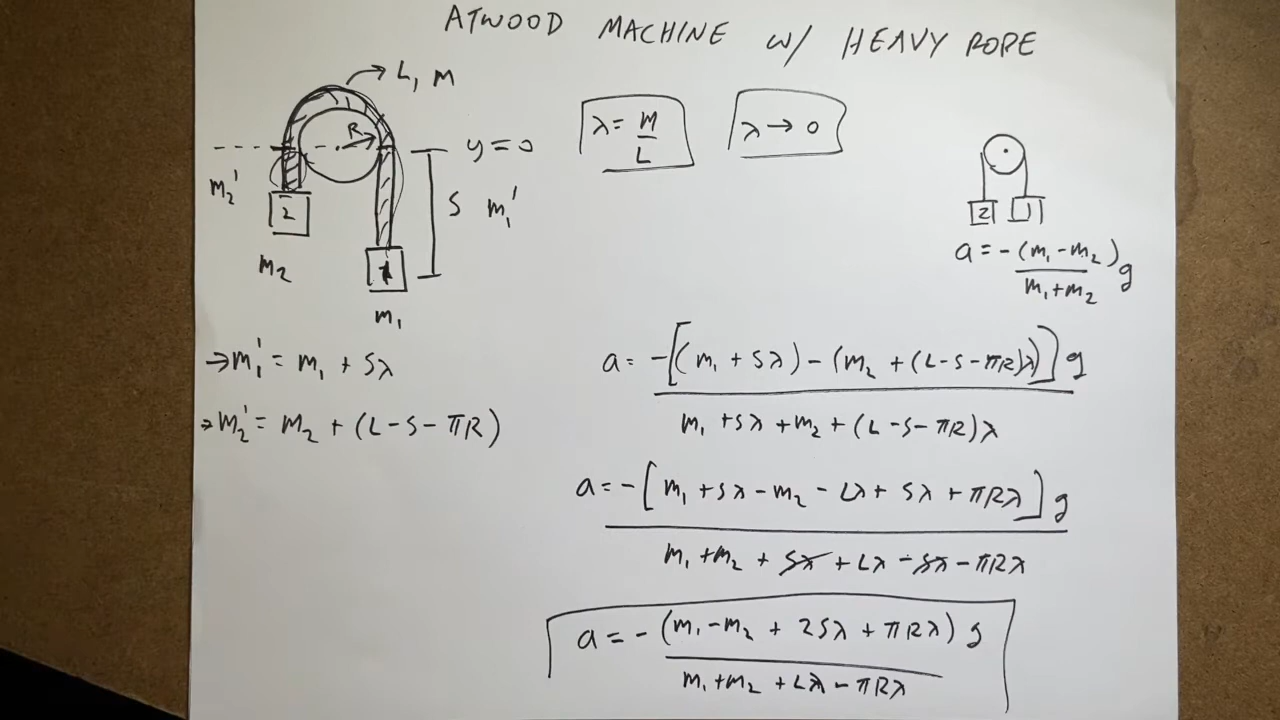 ATWOOD MACHINE w/ HEAVY ROPE
L, M
R
y=0
m₂'
2
S m₁'
m₂
1
m₁
λ = M/L
λ → 0
2 1
a = -(m₁-m₂)/(m₁+m₂) g
→ m₁' = m₁ + Sλ
→ m₂' = m₂ + (L-S-πR)
a = -[(m₁ + Sλ) - (m₂ + (L-S-πR)λ)] g
m₁ + Sλ + m₂ + (L-S-πR)λ
a = -[m₁ + Sλ - m₂ - Lλ + Sλ + πRλ] g
m₁ + m₂ + Sλ + Lλ - Sλ - πRλ
a = -(m₁-m₂ + 2Sλ + πRλ) g
m₁+m₂ + Lλ - πRλ